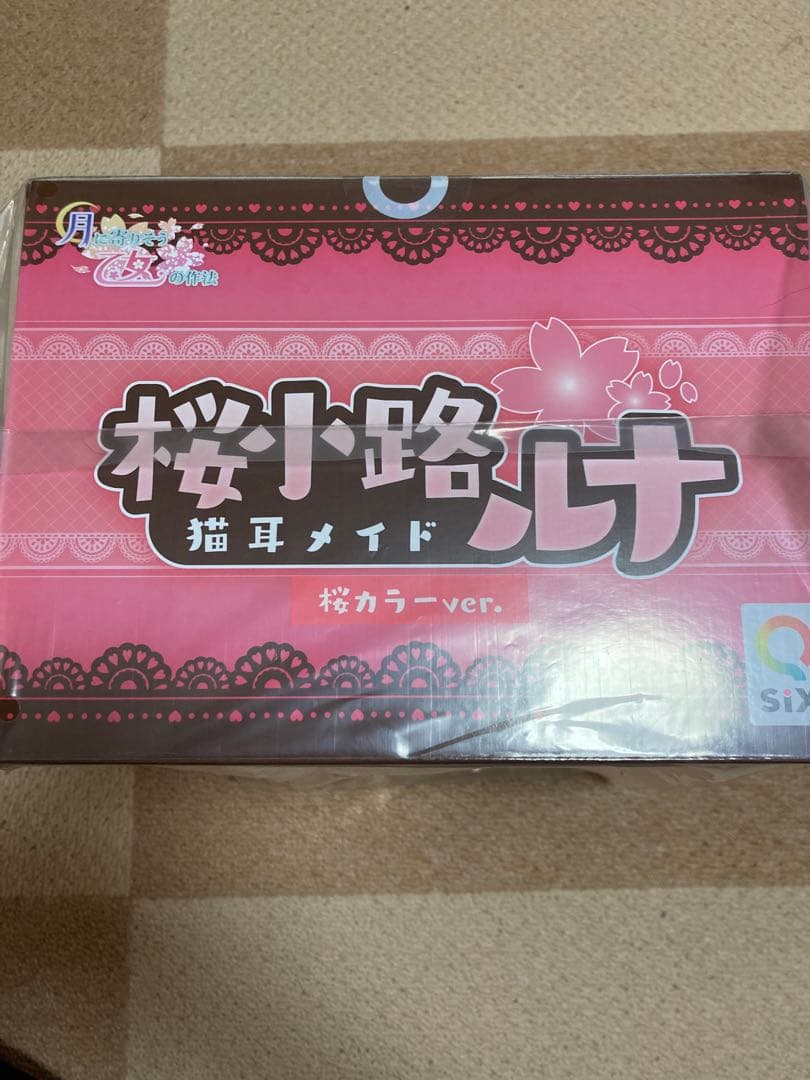 月に寄りそう
乙女の作法
桜小路ルナ
猫耳メイド
桜カラーver.
Q
siX